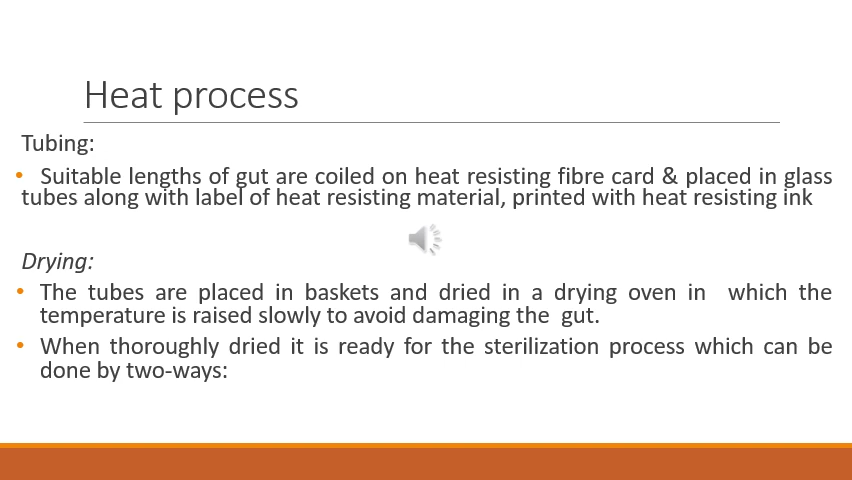 Heat process
Tubing:
• Suitable lengths of gut are coiled on heat resisting fibre card & placed in glass
tubes along with label of heat resisting material, printed with heat resisting ink
Drying:
• The tubes are placed in baskets and dried in a drying oven in which the
temperature is raised slowly to avoid damaging the gut.
• When thoroughly dried it is ready for the sterilization process which can be
done by two-ways: